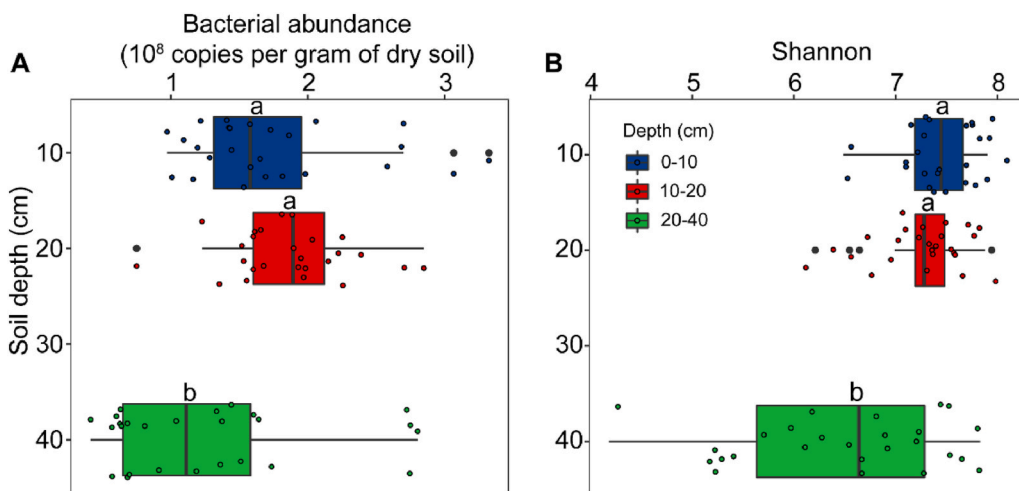 A
Bacterial abundance
(10⁸ copies per gram of dry soil)
1 2 3
Soil depth (cm)
10
20
30
40
a
a
b
B
Shannon
4 5 6 7 8
Depth (cm)
0-10
10-20
20-40
10
20
30
40
a
a
b